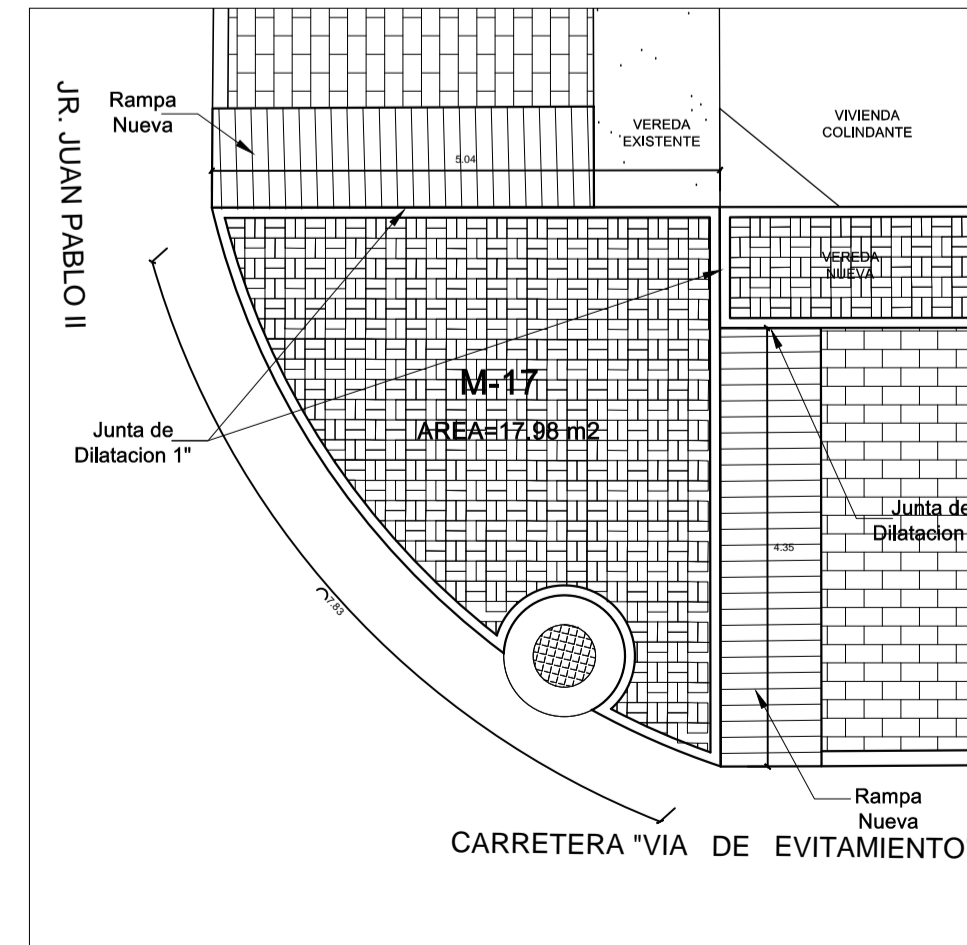 JR. JUAN PABLO II
Rampa
Nueva
5.04
VEREDA
EXISTENTE
VIVIENDA
COLINDANTE
VEREDA
NUEVA
M-17
AREA=17.98 m2
Junta de
Dilatacion 1"
Junta de
Dilatacion
4.35
7.83
Rampa
Nueva
CARRETERA "VIA DE EVITAMIENTO"